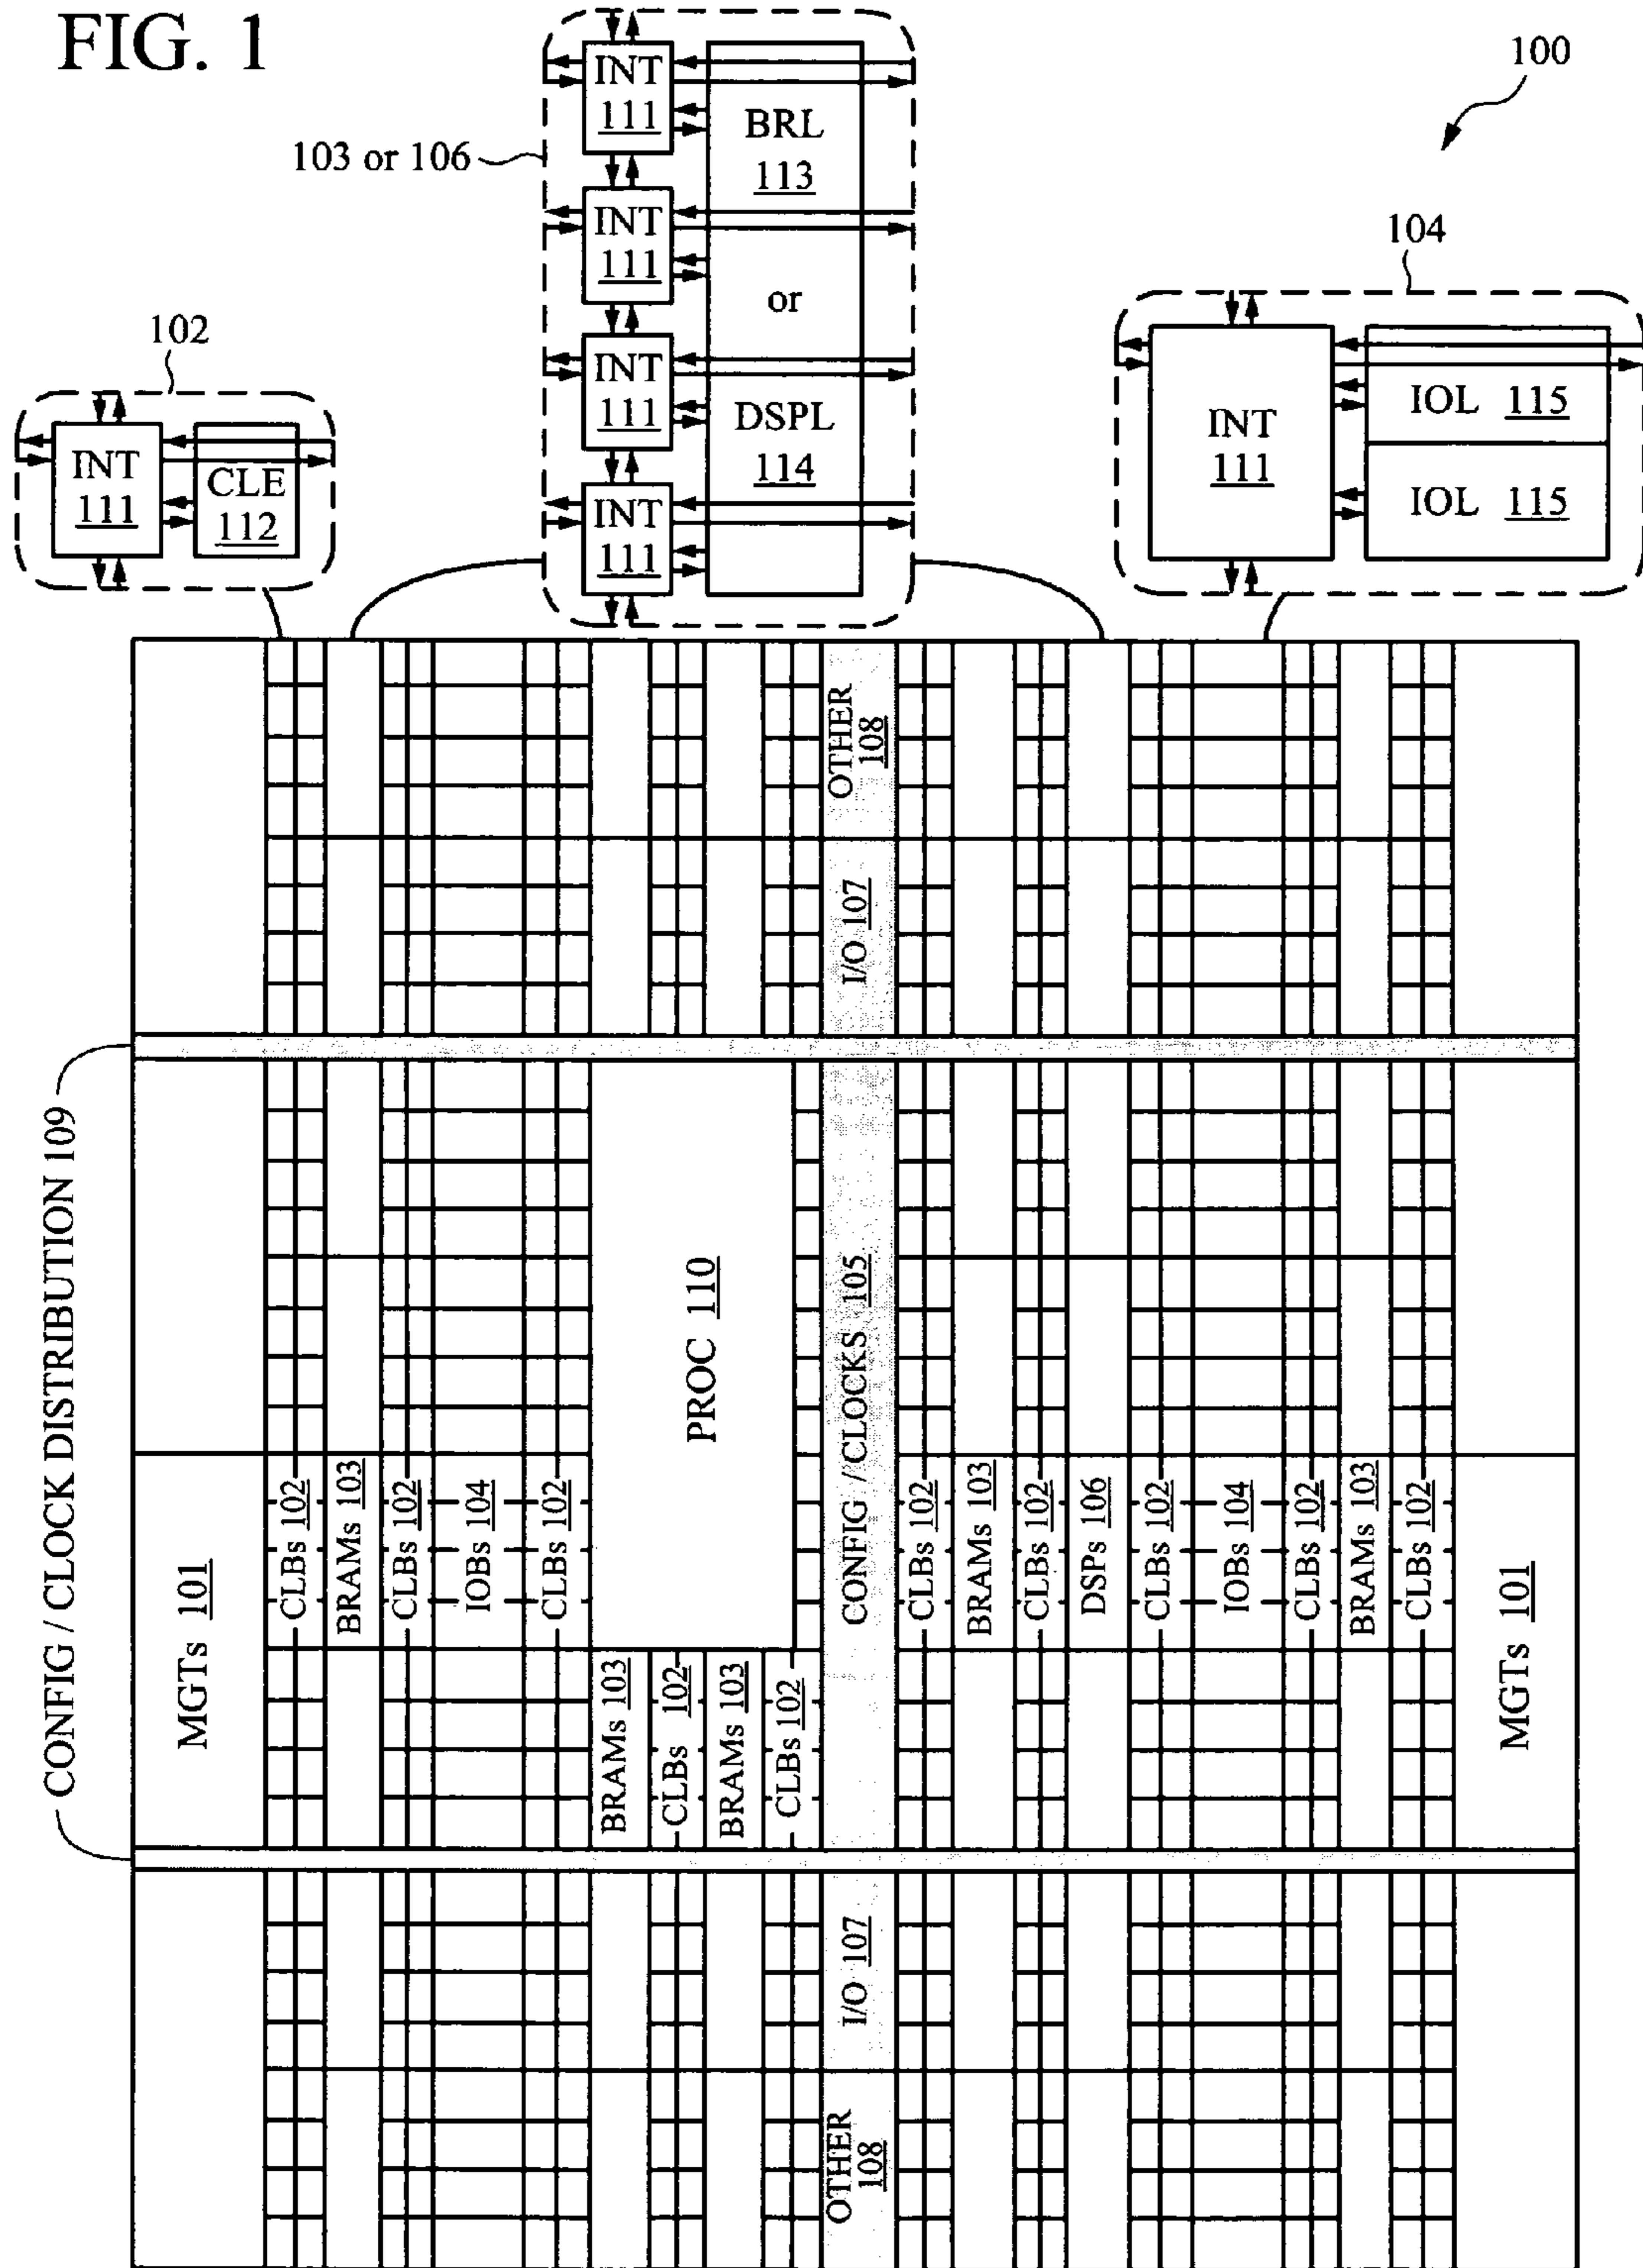 FIG. 1
100
103 or 106
INT
111
INT
111
INT
111
INT
111
BRL
113
or
DSPL
114
104
INT
111
IOL 115
IOL 115
102
INT
111
CLE
112
OTHER
108
I/O 107
CONFIG / CLOCK DISTRIBUTION 109
PROC 110
CONFIG / CLOCKS 105
MGTs 101
CLBs 102
BRAMs 103
CLBs 102
IOBs 104
CLBs 102
BRAMs 103
CLBs 102
BRAMs 103
CLBs 102
CLBs 102
BRAMs 103
CLBs 102
DSPs 106
CLBs 102
IOBs 104
CLBs 102
BRAMs 103
CLBs 102
MGTs 101
I/O 107
OTHER
108